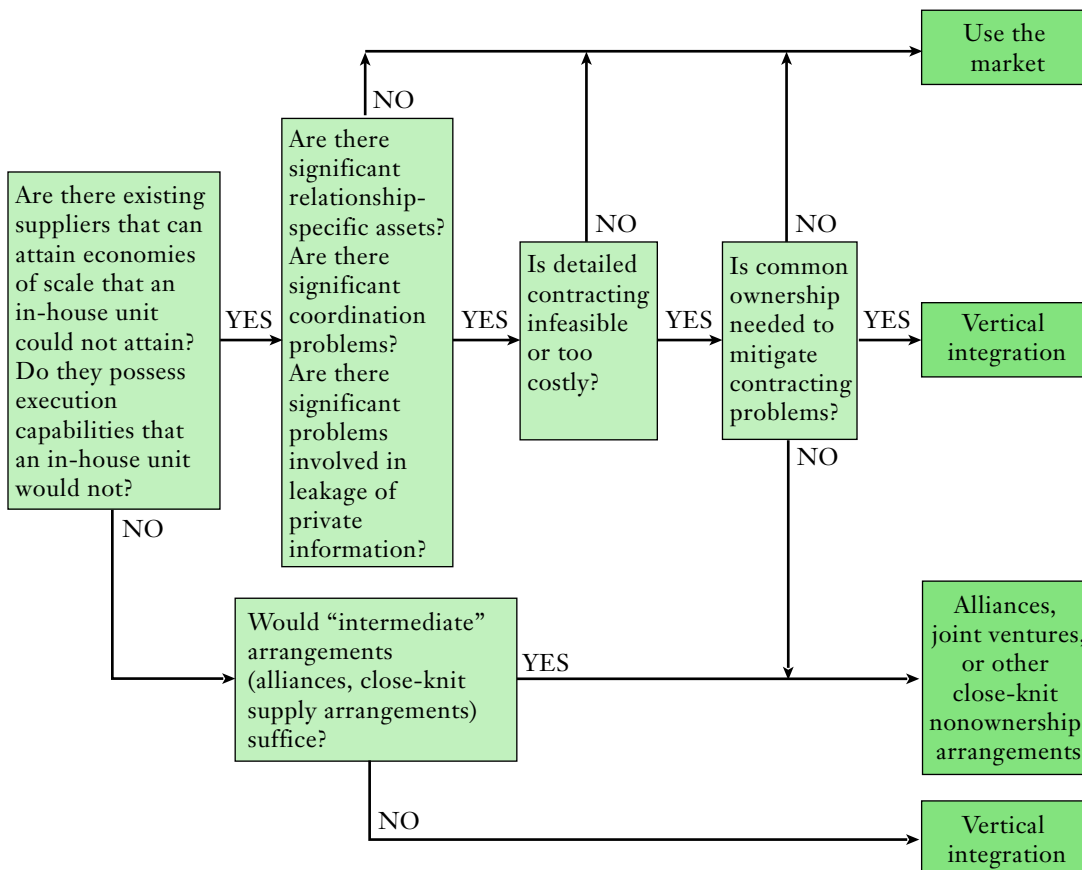 Use the
market
NO
Are there
significant
relationship-
specific assets?
Are there
significant
coordination
problems?
Are there
significant
problems
involved in
leakage of
private
information?
Are there existing
suppliers that can
attain economies
of scale that an
in-house unit
could not attain?
Do they possess
execution
capabilities that
an in-house unit
would not?
YES
YES
NO
Is detailed
contracting
infeasible
or too
costly?
YES
NO
Is common
ownership
needed to
mitigate
contracting
problems?
YES
Vertical
integration
NO
NO
Would “intermediate”
arrangements
(alliances, close-knit
supply arrangements)
suffice?
YES
Alliances,
joint ventures,
or other
close-knit
nonownership
arrangements
NO
Vertical
integration